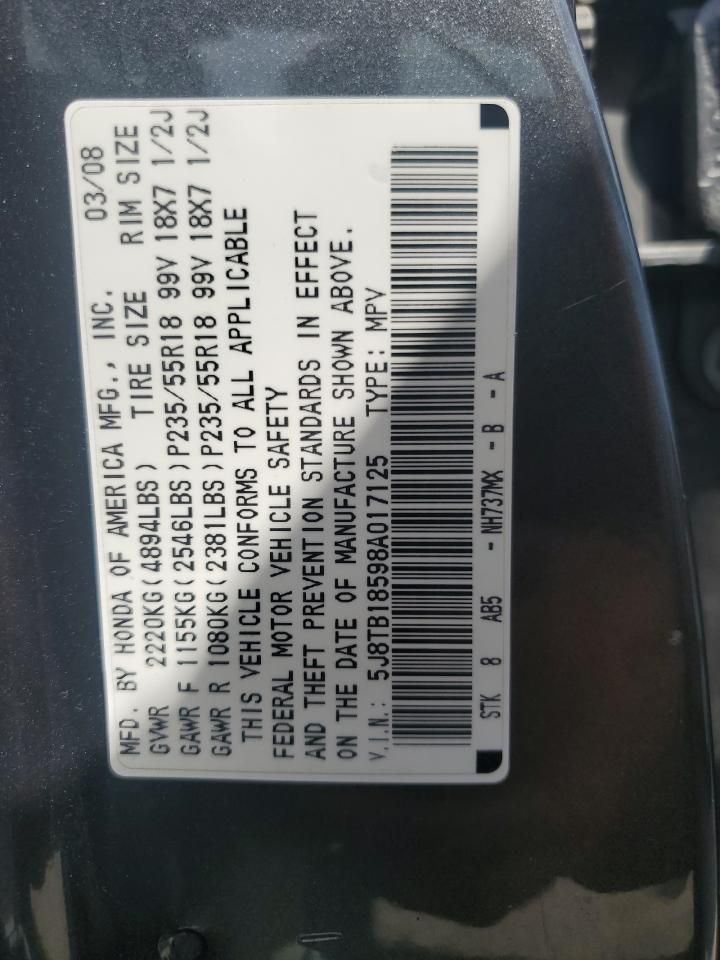 MFD. BY HONDA OF AMERICA MFG., INC. 03/08
GVWR 2220KG(4894LBS) TIRE SIZE RIM SIZE
GAWR F 1155KG(2546LBS)P235/55R18 99V 18X7 1/2J
GAWR R 1080KG(2381LBS)P235/55R18 99V 18X7 1/2J
THIS VEHICLE CONFORMS TO ALL APPLICABLE
FEDERAL MOTOR VEHICLE SAFETY
AND THEFT PREVENTION STANDARDS IN EFFECT
ON THE DATE OF MANUFACTURE SHOWN ABOVE.
V.I.N.: 5J8TB18598A017125 TYPE: MPV
STK 8 AB5 - NH737MX - B - A